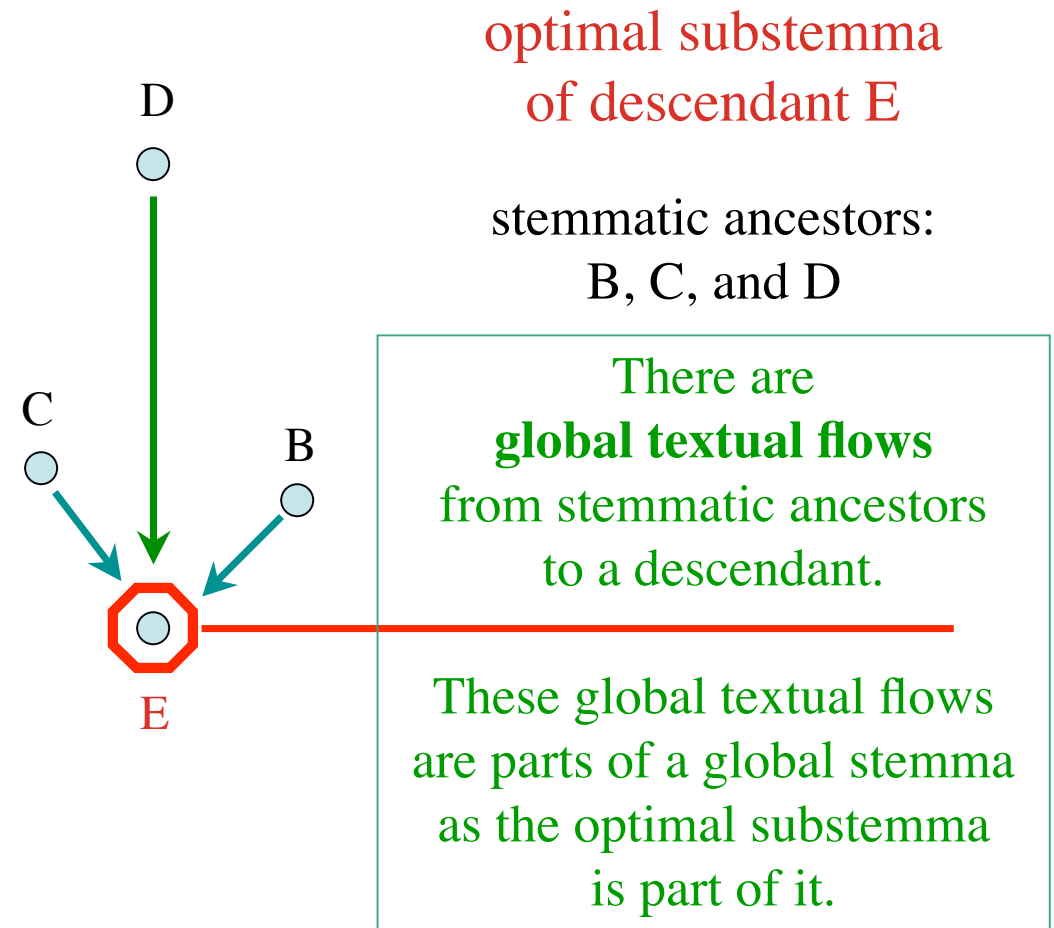 optimal substemma
of descendant E
D
stemmatic ancestors:
B, C, and D
There are
C
B
global textual flows
from stemmatic ancestors
to a descendant.
E
These global textual flows
are parts of a global stemma
as the optimal substemma
is part of it.